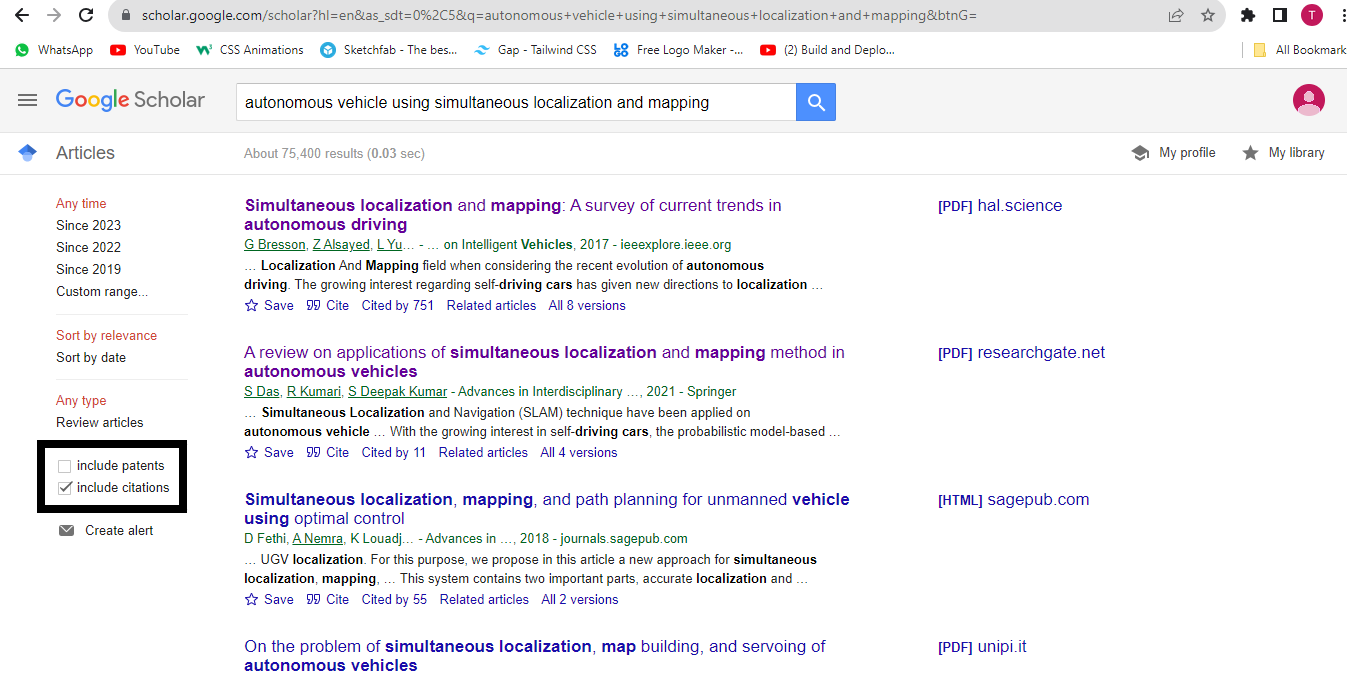 scholar.google.com/scholar?hl=en&as_sdt=0%2C5&q=autonomous+vehicle+using+simultaneous+localization+and+mapping&btnG=
T
WhatsApp YouTube CSS Animations Sketchfab - The bes... Gap - Tailwind CSS Free Logo Maker -... (2) Build and Deplo... All Bookmark
Google Scholar
autonomous vehicle using simultaneous localization and mapping
Articles
About 75,400 results (0.03 sec)
My profile My library
Any time
Since 2023
Since 2022
Since 2019
Custom range...
Sort by relevance
Sort by date
Any type
Review articles
include patents
include citations
Create alert
Simultaneous localization and mapping: A survey of current trends in
autonomous driving
G Bresson, Z Alsayed, L Yu… - … on Intelligent Vehicles, 2017 - ieeexplore.ieee.org
… Localization And Mapping field when considering the recent evolution of autonomous
driving. The growing interest regarding self-driving cars has given new directions to localization …
Save Cite Cited by 751 Related articles All 8 versions
[PDF] hal.science
A review on applications of simultaneous localization and mapping method in
autonomous vehicles
S Das, R Kumari, S Deepak Kumar - Advances in Interdisciplinary …, 2021 - Springer
… Simultaneous Localization and Navigation (SLAM) technique have been applied on
autonomous vehicle … With the growing interest in self-driving cars, the probabilistic model-based …
Save Cite Cited by 11 Related articles All 4 versions
[PDF] researchgate.net
Simultaneous localization, mapping, and path planning for unmanned vehicle
using optimal control
D Fethi, A Nemra, K Louadj… - Advances in …, 2018 - journals.sagepub.com
… UGV localization. For this purpose, we propose in this article a new approach for simultaneous
localization, mapping, … This system contains two important parts, accurate localization and …
Save Cite Cited by 55 Related articles All 2 versions
[HTML] sagepub.com
On the problem of simultaneous localization, map building, and servoing of
autonomous vehicles
[PDF] unipi.it